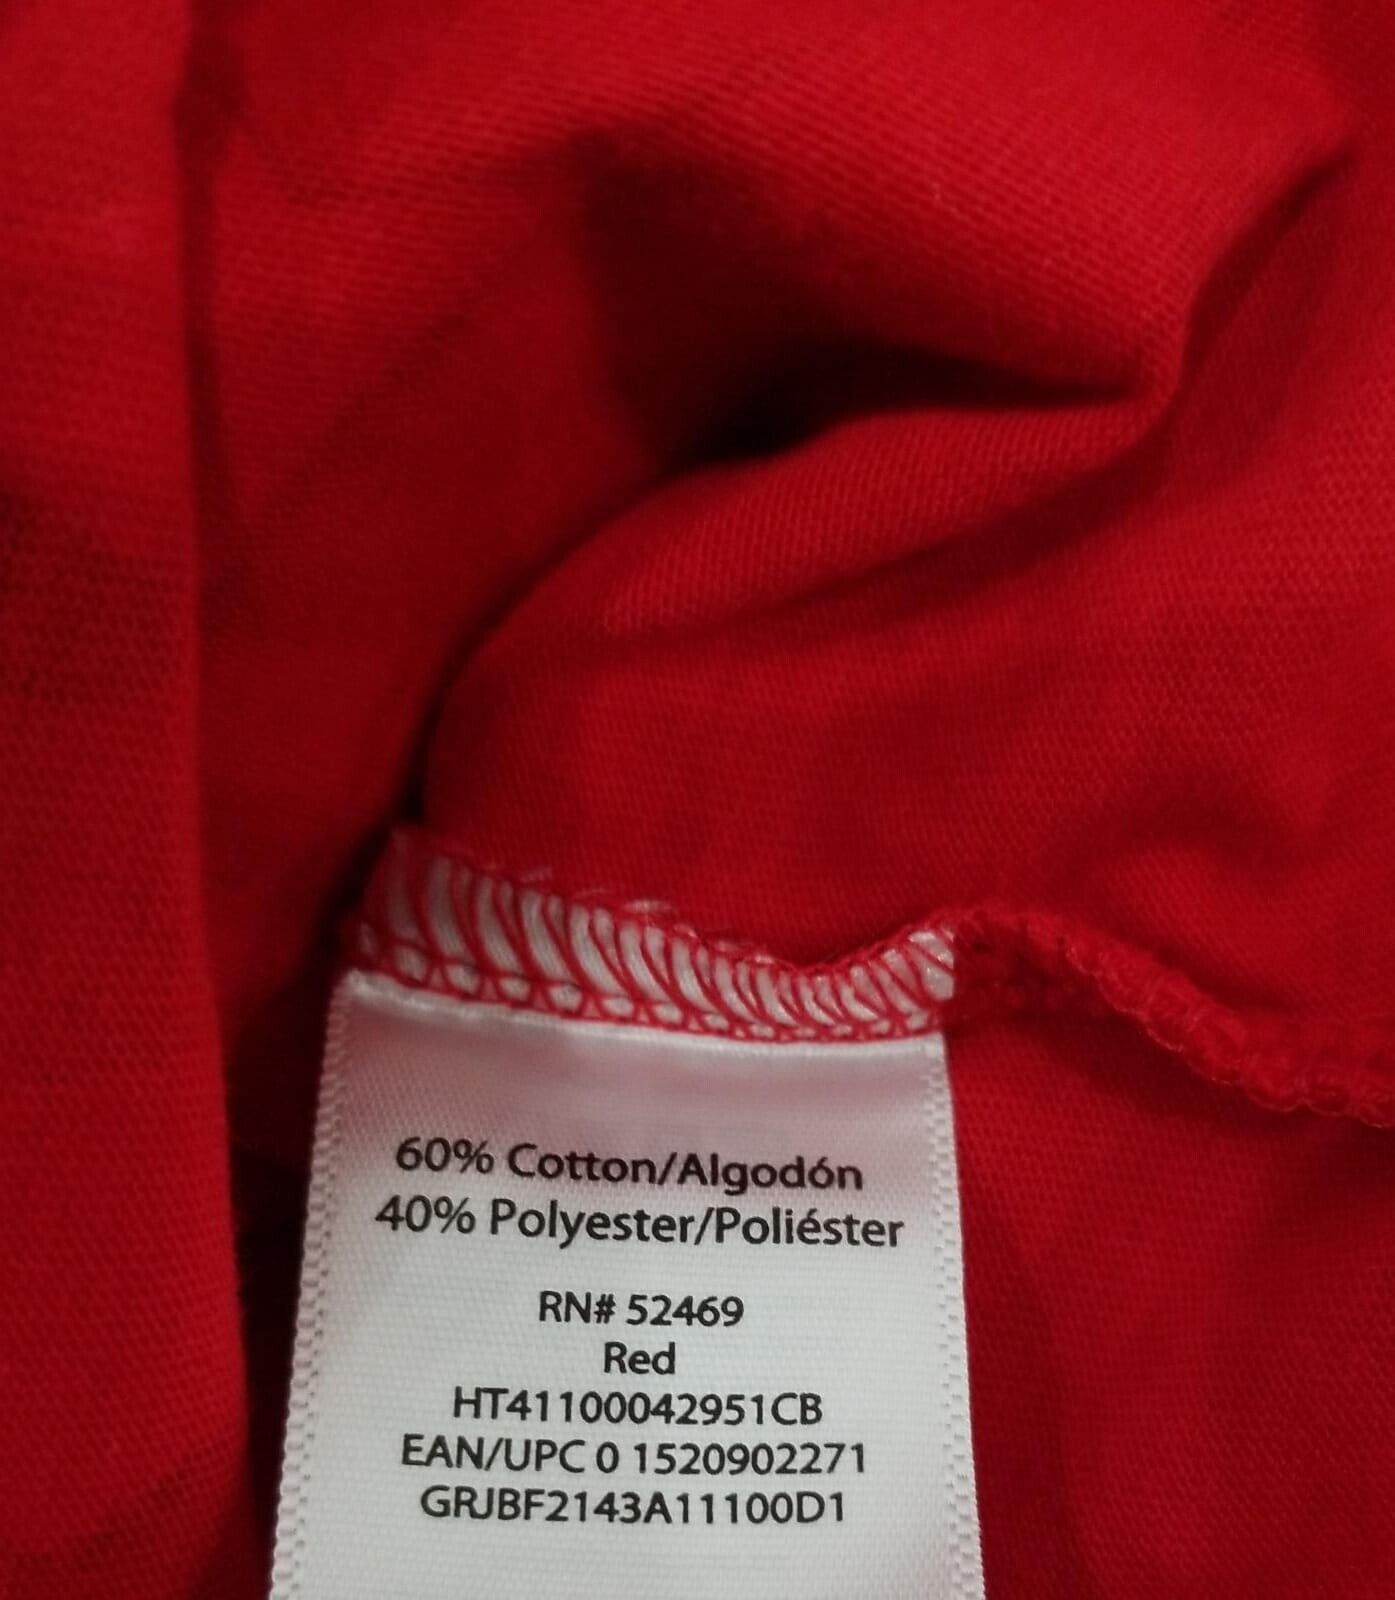 60% Cotton/Algodón
40% Polyester/Poliéster
RN# 52469
Red
HT41100042951CB
EAN/UPC 0 1520902271
GRJBF2143A11100D1